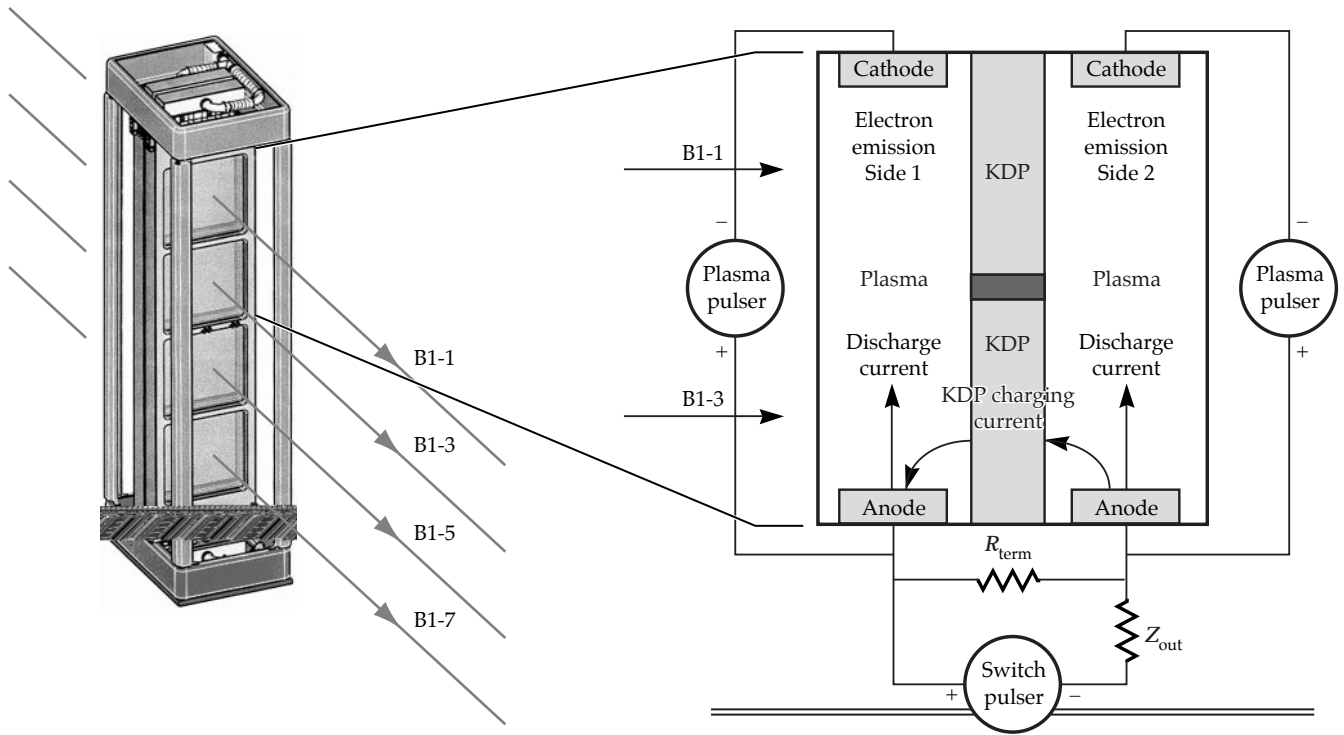 B1-1
B1-3
B1-5
B1-7
Cathode
Cathode
Electron
emission
Side 1
KDP
Electron
emission
Side 2
B1-1
−
Plasma
pulser
+
Plasma
Plasma
−
Plasma
pulser
+
KDP
Discharge
current
Discharge
current
B1-3
KDP charging
current
Anode
Anode
Rterm
Zout
+
Switch
pulser
−